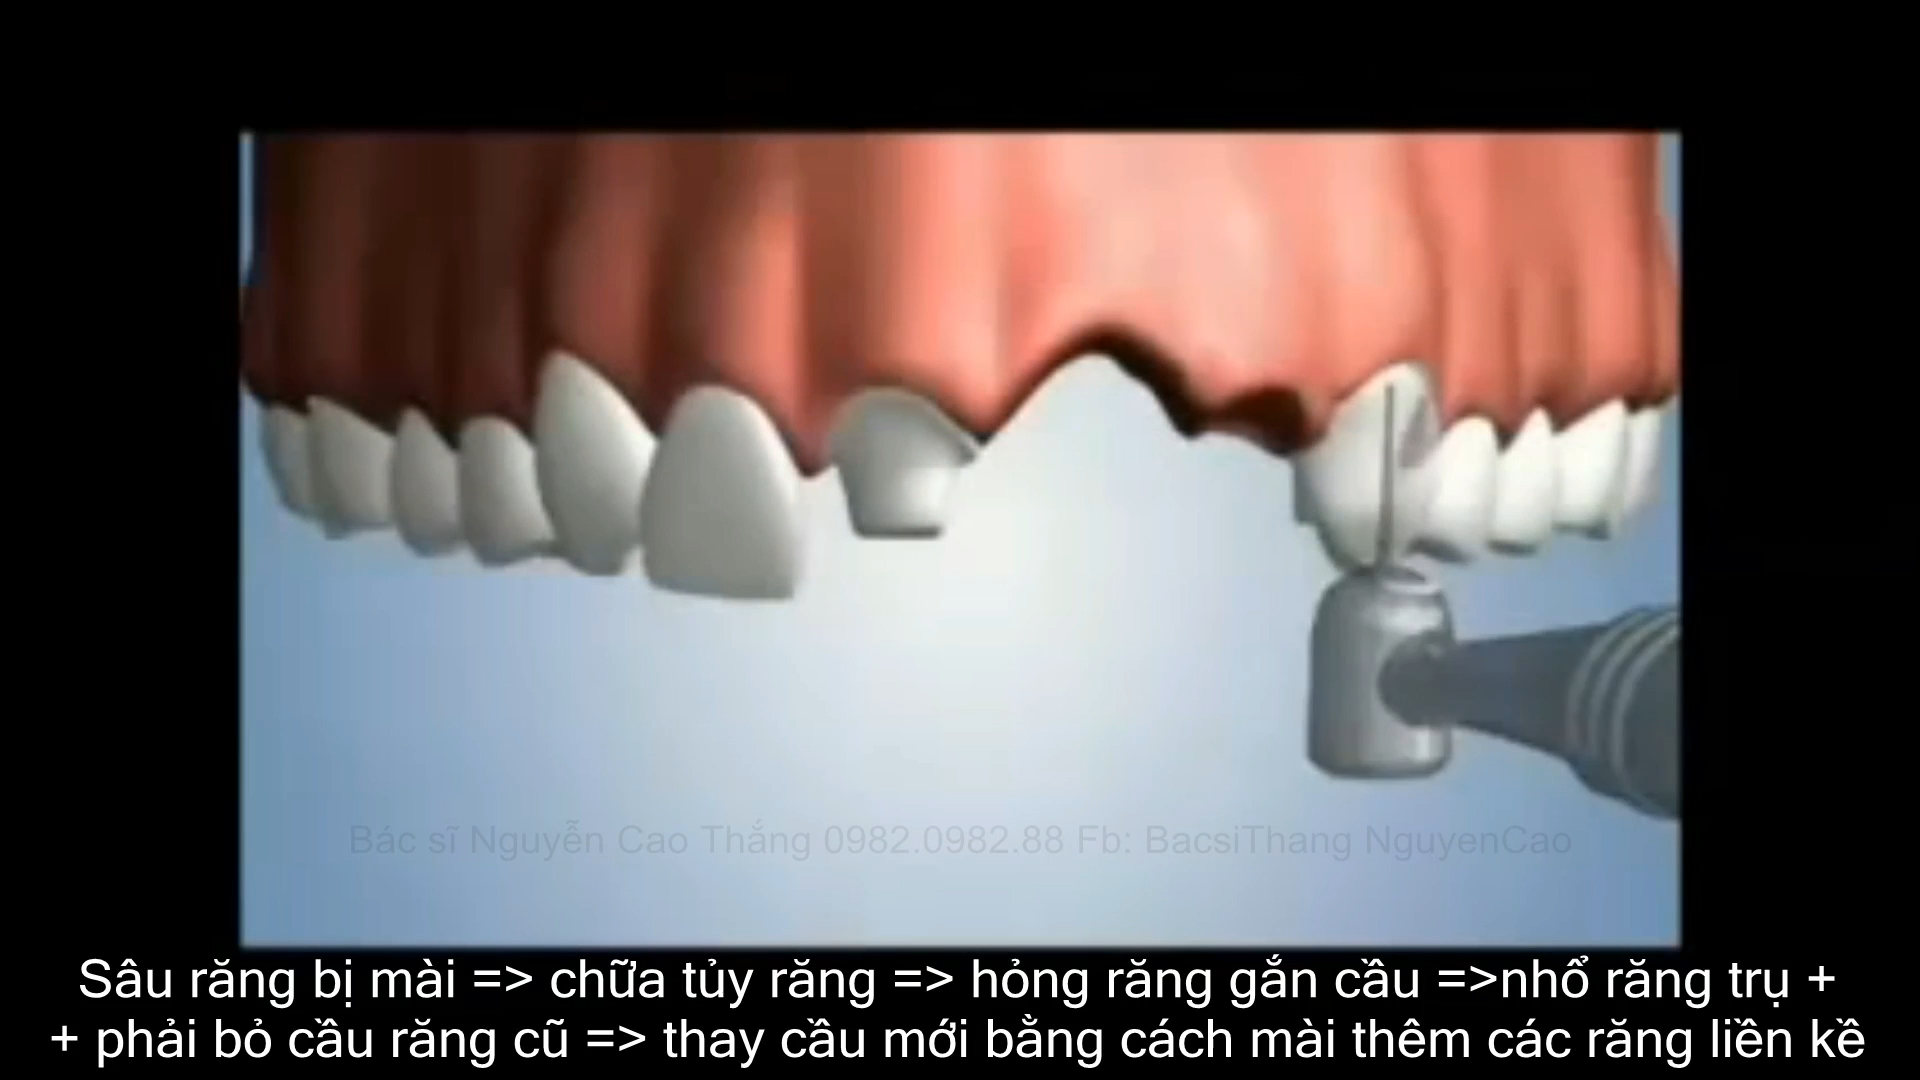 Bác sĩ Nguyễn Cao Thắng 0982.0982.88 Fb: BacsiThang NguyenCao
Sâu răng bị mài => chữa tủy răng => hỏng răng gắn cầu =>nhổ răng trụ +
+ phải bỏ cầu răng cũ => thay cầu mới bằng cách mài thêm các răng liền kề